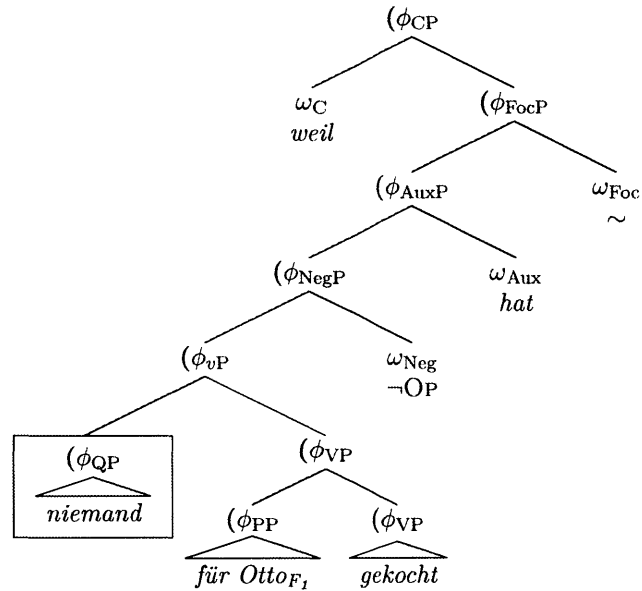 (ϕCP
ωC
weil
(ϕFocP
(ϕAuxP
ωFoc
~
(ϕNegP
ωAux
hat
(ϕvP
ωNeg
¬OP
(ϕQP
niemand
(ϕVP
(ϕPP
für OttoF1
(ϕVP
gekocht